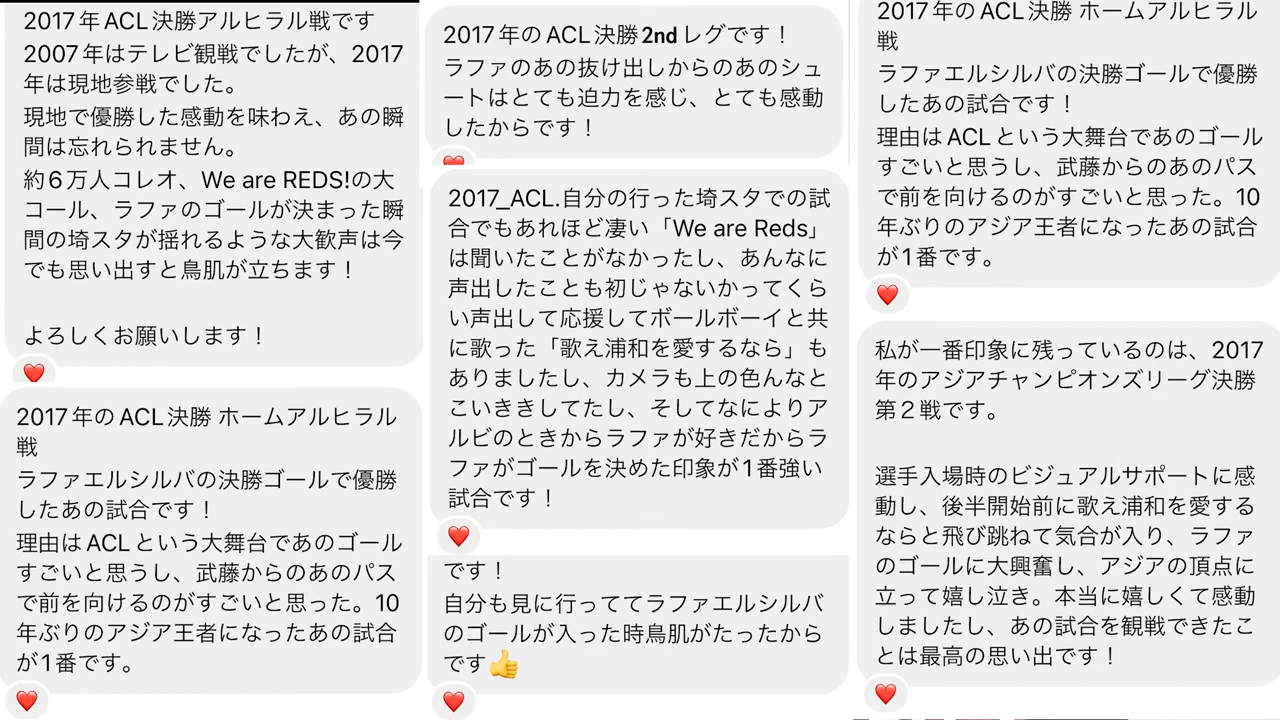 2017年ACL決勝アルヒラル戦です
2007年はテレビ観戦でしたが、2017
年は現地参戦でした。
現地で優勝した感動を味わえ、あの瞬
間は忘れられません。
約6万人コレオ、We are REDS!の大
コール、ラファのゴールが決まった瞬
間の埼スタが揺れるような大歓声は今
でも思い出すと鳥肌が立ちます！
よろしくお願いします！
2017年のACL決勝 ホームアルヒラル
戦
ラファエルシルバの決勝ゴールで優勝
したあの試合です！
理由はACLという大舞台であのゴール
すごいと思うし、武藤からのあのパス
で前を向けるのがすごいと思った。10
年ぶりのアジア王者になったあの試合
が1番です。
2017年のACL決勝2ndレグです！
ラファのあの抜け出しからのあのシュ
ートはとても迫力を感じ、とても感動
したからです！
2017_ACL.自分の行った埼スタでの試
合でもあれほど凄い「We are Reds」
は聞いたことがなかったし、あんなに
声出したことも初じゃないかってくら
い声出して応援してボールボーイと共
に歌った「歌え浦和を愛するなら」も
ありましたし、カメラも上の色んなと
こいききしてたし、そしてなによりア
ルビのときからラファが好きだからラ
ファがゴールを決めた印象が1番強い
試合です！
です！
自分も見に行っててラファエルシルバ
のゴールが入った時鳥肌がたったから
です👍
2017年のACL決勝 ホームアルヒラル
戦
ラファエルシルバの決勝ゴールで優勝
したあの試合です！
理由はACLという大舞台であのゴール
すごいと思うし、武藤からのあのパス
で前を向けるのがすごいと思った。10
年ぶりのアジア王者になったあの試合
が1番です。
私が一番印象に残っているのは、2017
年のアジアチャンピオンズリーグ決勝
第２戦です。
選手入場時のビジュアルサポートに感
動し、後半開始前に歌え浦和を愛する
ならと飛び跳ねて気合が入り、ラファ
のゴールに大興奮し、アジアの頂点に
立って嬉し泣き。本当に嬉しくて感動
しましたし、あの試合を観戦できたこ
とは最高の思い出です！